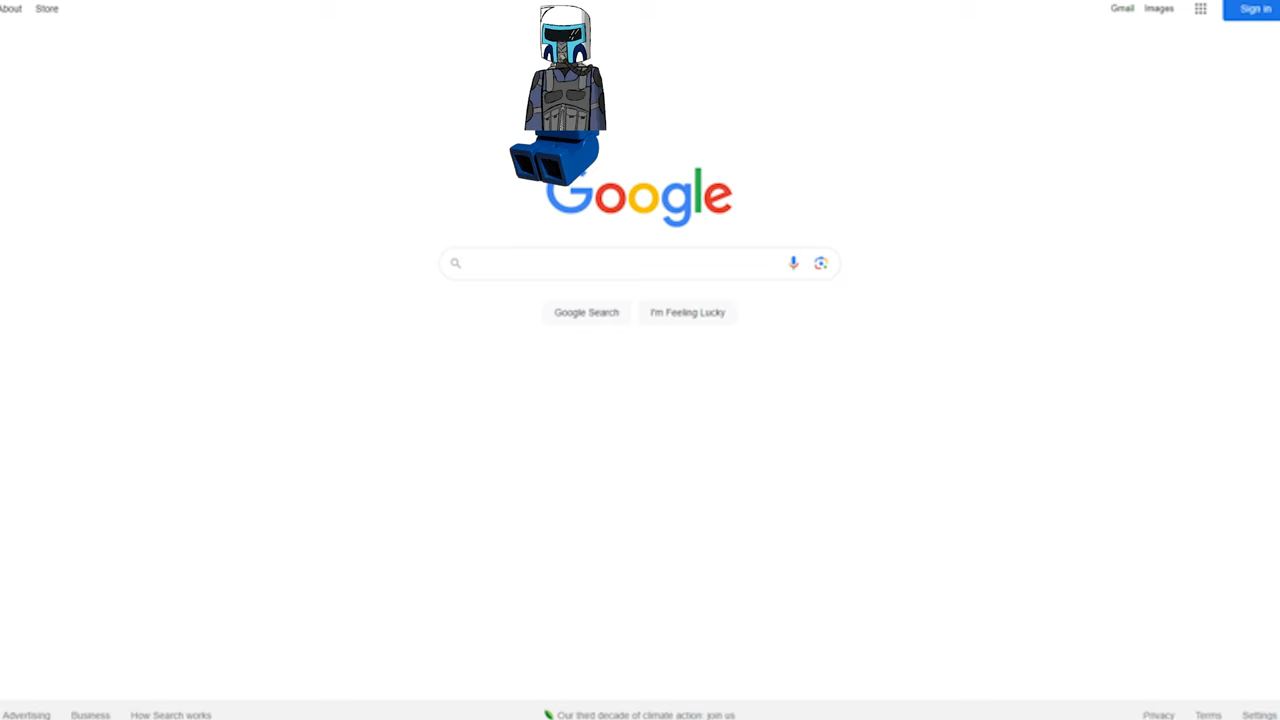 About Store Gmail Images Sign in
Google
Google Search I'm Feeling Lucky
Advertising Business How Search works Our third decade of climate action: join us Privacy Terms Settings